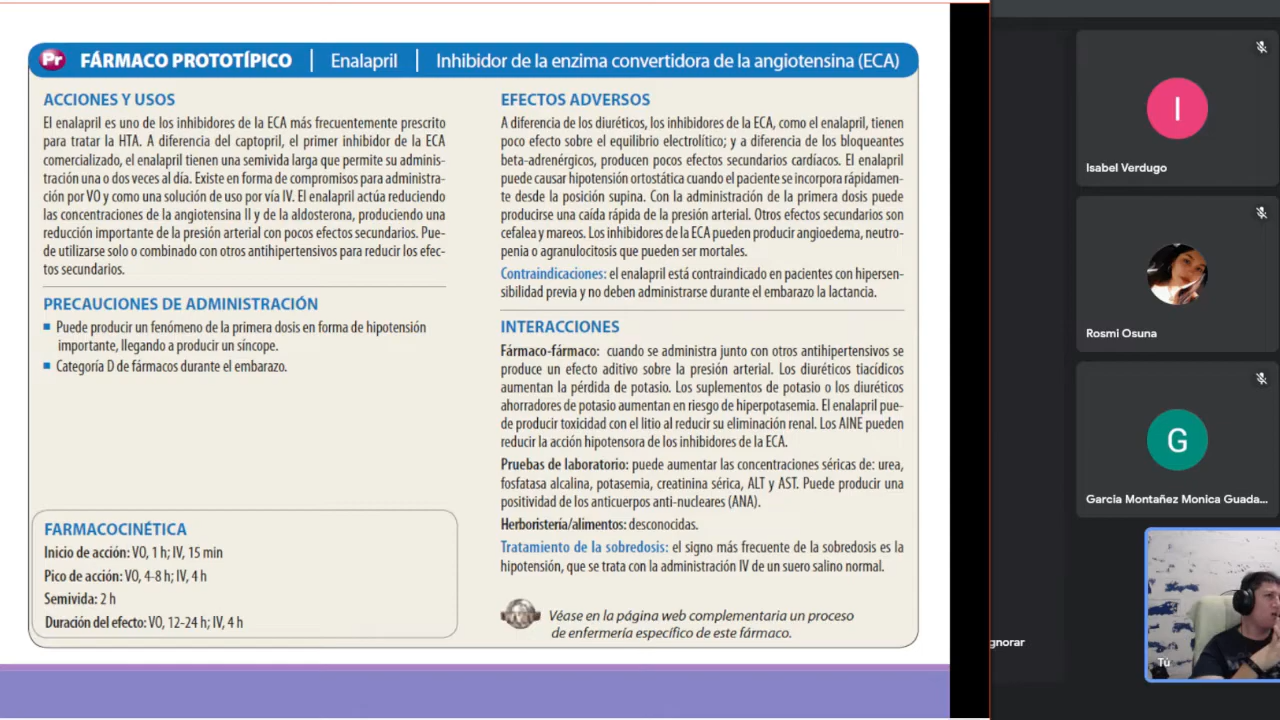 Pr FÁRMACO PROTOTÍPICO | Enalapril | Inhibidor de la enzima convertidora de la angiotensina (ECA)
ACCIONES Y USOS
El enalapril es uno de los inhibidores de la ECA más frecuentemente prescrito
para tratar la HTA. A diferencia del captopril, el primer inhibidor de la ECA
comercializado, el enalapril tienen una semivida larga que permite su adminis-
tración una o dos veces al día. Existe en forma de compromisos para administra-
ción por VO y como una solución de uso por vía IV. El enalapril actúa reduciendo
las concentraciones de la angiotensina II y de la aldosterona, produciendo una
reducción importante de la presión arterial con pocos efectos secundarios. Pue-
de utilizarse solo o combinado con otros antihipertensivos para reducir los efec-
tos secundarios.
PRECAUCIONES DE ADMINISTRACIÓN
■ Puede producir un fenómeno de la primera dosis en forma de hipotensión
importante, llegando a producir un síncope.
■ Categoría D de fármacos durante el embarazo.
FARMACOCINÉTICA
Inicio de acción: VO, 1 h; IV, 15 min
Pico de acción: VO, 4-8 h; IV, 4 h
Semivida: 2 h
Duración del efecto: VO, 12-24 h; IV, 4 h
EFECTOS ADVERSOS
A diferencia de los diuréticos, los inhibidores de la ECA, como el enalapril, tienen
poco efecto sobre el equilibrio electrolítico; y a diferencia de los bloqueantes
beta-adrenérgicos, producen pocos efectos secundarios cardíacos. El enalapril
puede causar hipotensión ortostática cuando el paciente se incorpora rápidamen-
te desde la posición supina. Con la administración de la primera dosis puede
producirse una caída rápida de la presión arterial. Otros efectos secundarios son
cefalea y mareos. Los inhibidores de la ECA pueden producir angioedema, neutro-
penia o agranulocitosis que pueden ser mortales.
Contraindicaciones: el enalapril está contraindicado en pacientes con hipersen-
sibilidad previa y no deben administrarse durante el embarazo la lactancia.
INTERACCIONES
Fármaco-fármaco: cuando se administra junto con otros antihipertensivos se
produce un efecto aditivo sobre la presión arterial. Los diuréticos tiacídicos
aumentan la pérdida de potasio. Los suplementos de potasio o los diuréticos
ahorradores de potasio aumentan en riesgo de hiperpotasemia. El enalapril pue-
de producir toxicidad con el litio al reducir su eliminación renal. Los AINE pueden
reducir la acción hipotensora de los inhibidores de la ECA.
Pruebas de laboratorio: puede aumentar las concentraciones séricas de: urea,
fosfatasa alcalina, potasemia, creatinina sérica, ALT y AST. Puede producir una
positividad de los anticuerpos anti-nucleares (ANA).
Herboristería/alimentos: desconocidas.
Tratamiento de la sobredosis: el signo más frecuente de la sobredosis es la
hipotensión, que se trata con la administración IV de un suero salino normal.
Véase en la página web complementaria un proceso
de enfermería específico de este fármaco.
I
Isabel Verdugo
Rosmi Osuna
G
Garcia Montañez Monica Guada...
gnorar
Tú